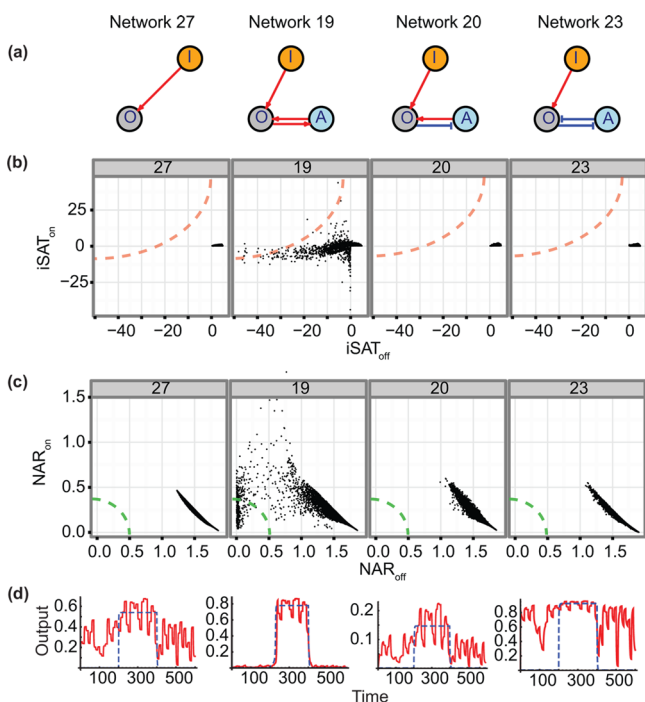 Network 27 Network 19 Network 20 Network 23
(a)
I I I I
O O A O A O A
(b)
27 19 20 23
iSATon
25
0
−25
−40 −20 0 −40 −20 0 −40 −20 0 −40 −20 0
iSAToff
(c)
27 19 20 23
NARon
1.5
1.0
0.5
0.0
0.0 0.5 1.0 1.5 0.0 0.5 1.0 1.5 0.0 0.5 1.0 1.5 0.0 0.5 1.0 1.5
NARoff
(d)
Output
0.6 0.4 0.2
0.8 0.4
0.2 0.1
0.8 0.6 0.4 0.2
100 300 500 100 300 500 100 300 500 100 300 500
Time